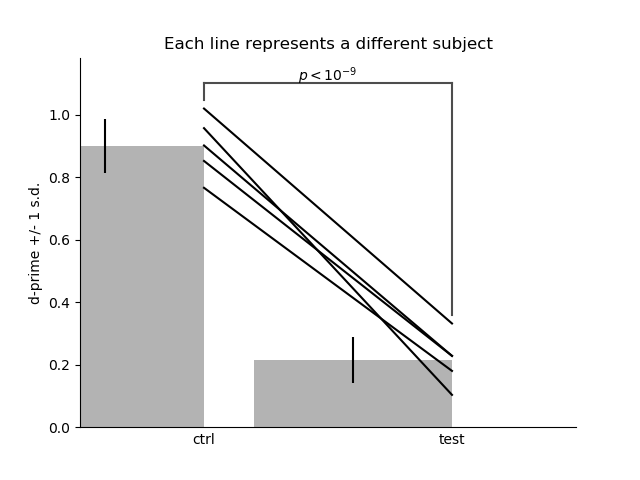 Each line represents a different subject
p < 10⁻⁹
d-prime +/- 1 s.d.
1.0
0.8
0.6
0.4
0.2
0.0
ctrl
test